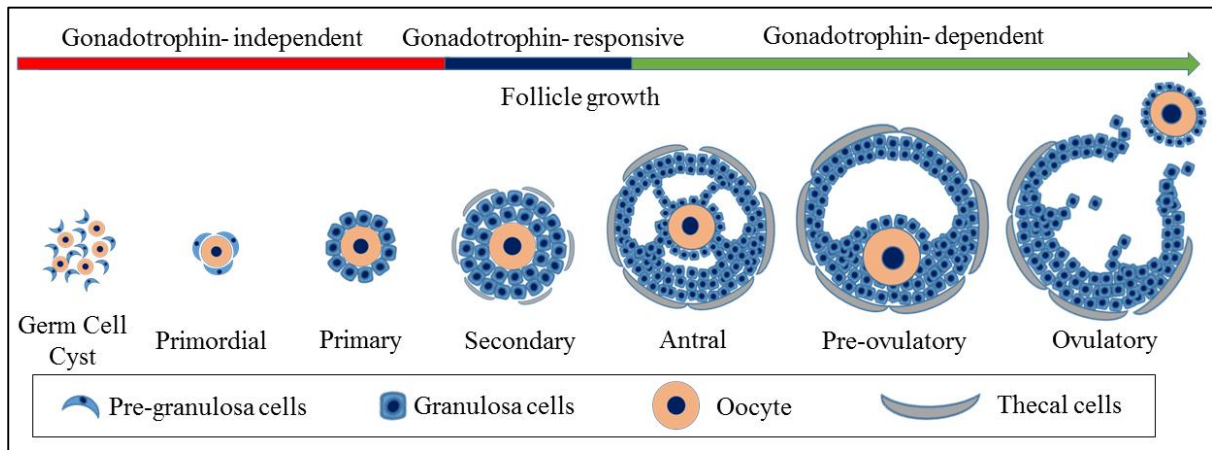 Gonadotrophin- independent
Gonadotrophin- responsive
Gonadotrophin- dependent
Follicle growth
Germ Cell
Cyst
Primordial
Primary
Secondary
Antral
Pre-ovulatory
Ovulatory
Pre-granulosa cells
Granulosa cells
Oocyte
Thecal cells